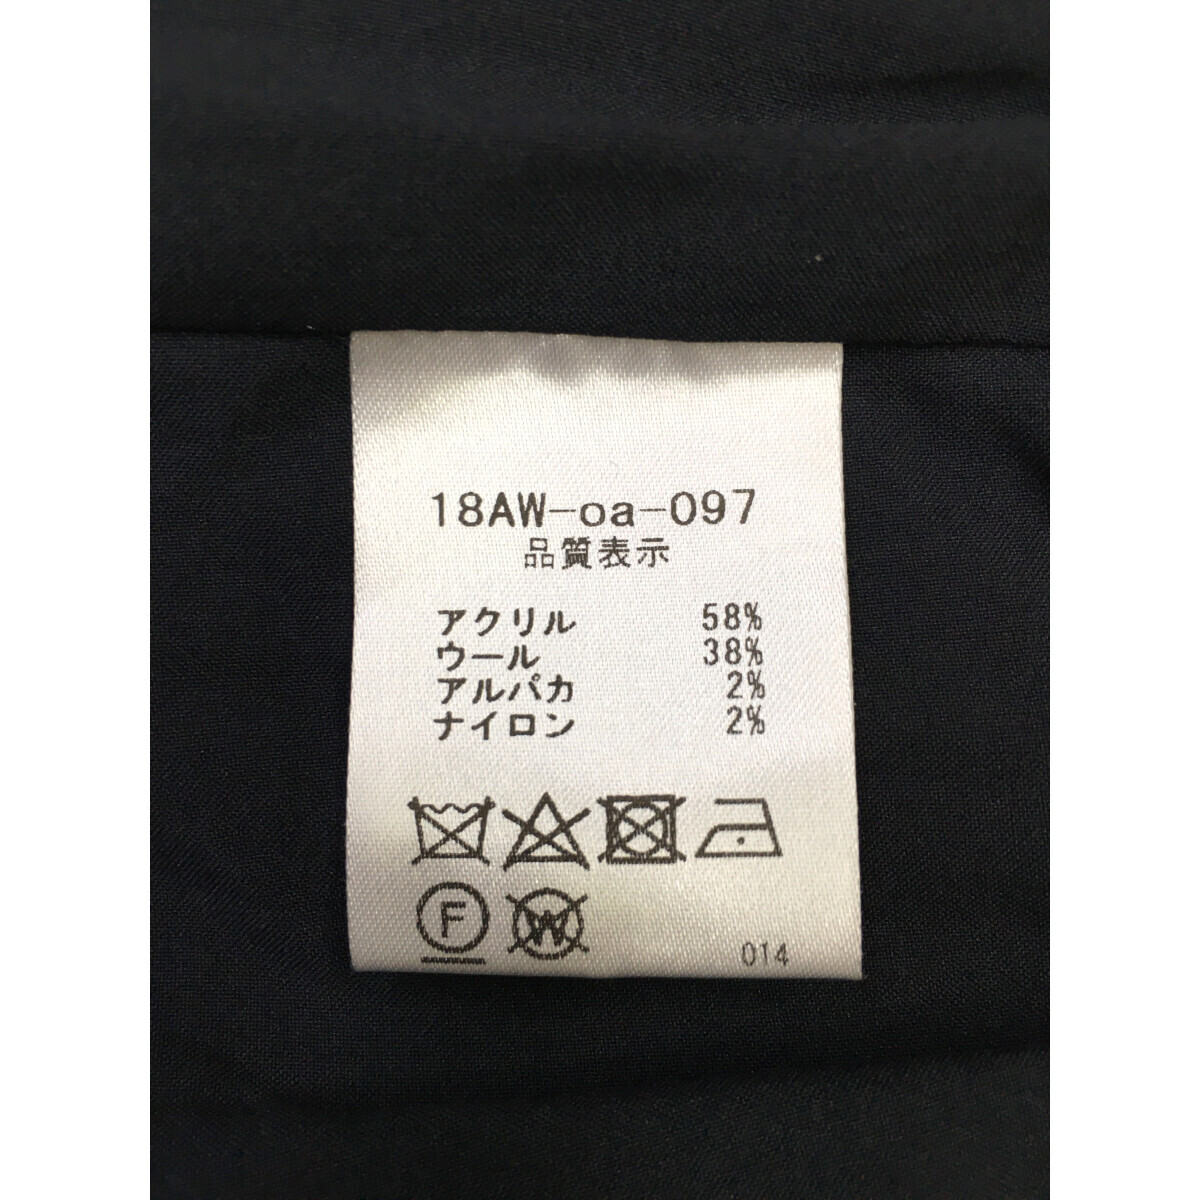 18AW-oa-097
品質表示
アクリル 58%
ウール 38%
アルパカ 2%
ナイロン 2%
F W
014